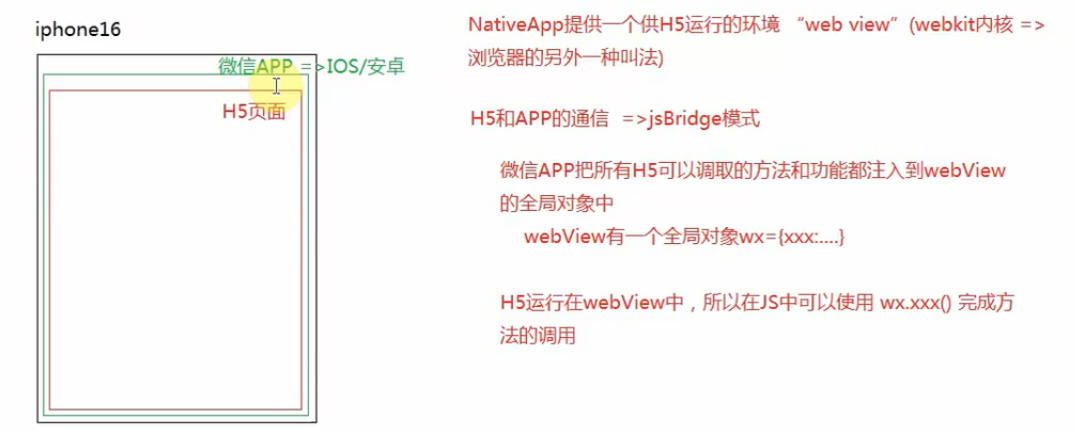 iphone16
微信APP =>IOS/安卓
H5页面
NativeApp提供一个供H5运行的环境 “web view”(webkit内核 =>
浏览器的另外一种叫法)
H5和APP的通信 =>jsBridge模式
微信APP把所有H5可以调取的方法和功能都注入到webView
的全局对象中
webView有一个全局对象wx={xxx:....}
H5运行在webView中，所以在JS中可以使用 wx.xxx() 完成方
法的调用